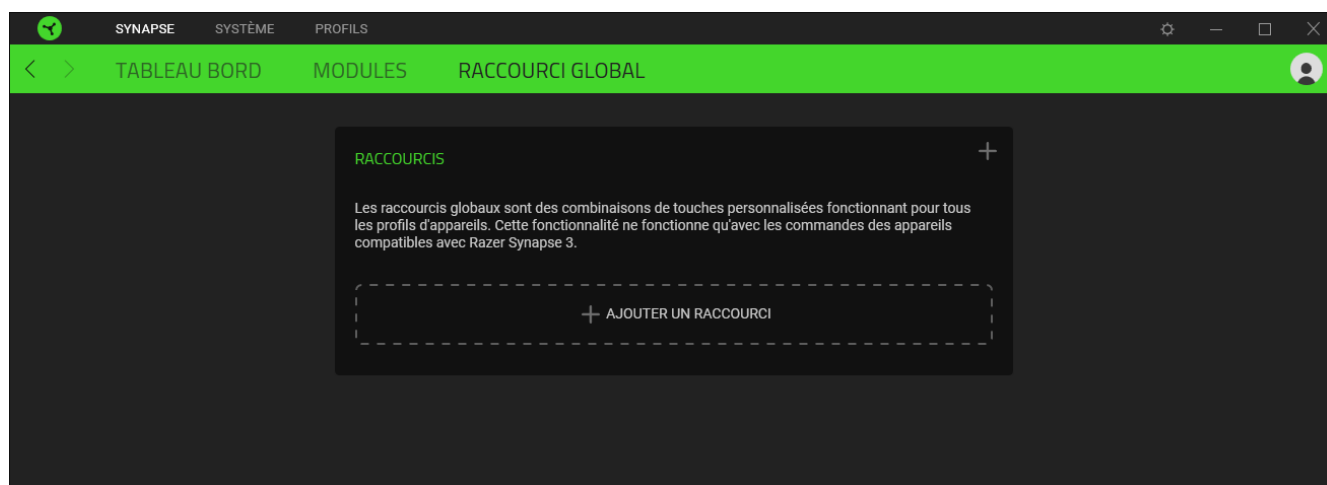 SYNAPSE SYSTÈME PROFILS
TABLEAU BORD MODULES RACCOURCI GLOBAL
RACCOURCIS
Les raccourcis globaux sont des combinaisons de touches personnalisées fonctionnant pour tous
les profils d'appareils. Cette fonctionnalité ne fonctionne qu'avec les commandes des appareils
compatibles avec Razer Synapse 3.
AJOUTER UN RACCOURCI